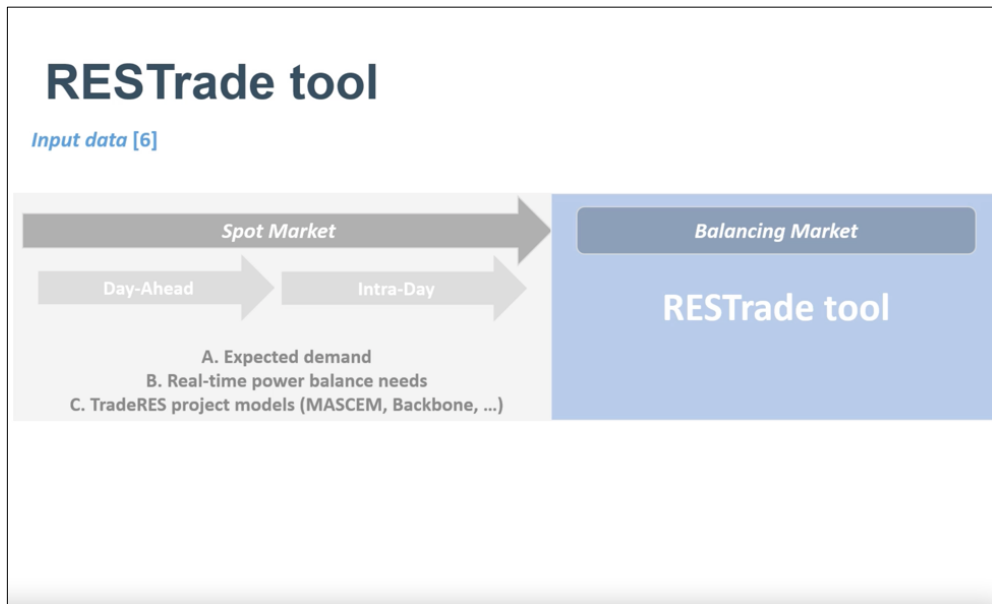 RESTrade tool
Input data [6]
Spot Market
Balancing Market
Day-Ahead
Intra-Day
RESTrade tool
A. Expected demand
B. Real-time power balance needs
C. TradeRES project models (MASCEM, Backbone, ...)